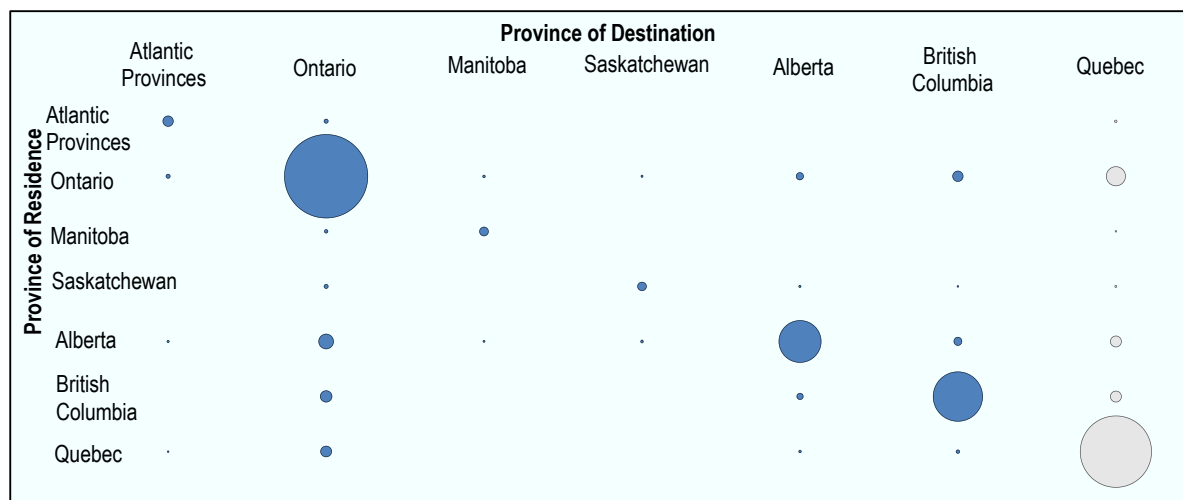 Province of Destination
Atlantic
Provinces
Ontario
Manitoba
Saskatchewan
Alberta
British
Columbia
Quebec
Province of Residence
Atlantic
Provinces
Ontario
Manitoba
Saskatchewan
Alberta
British
Columbia
Quebec